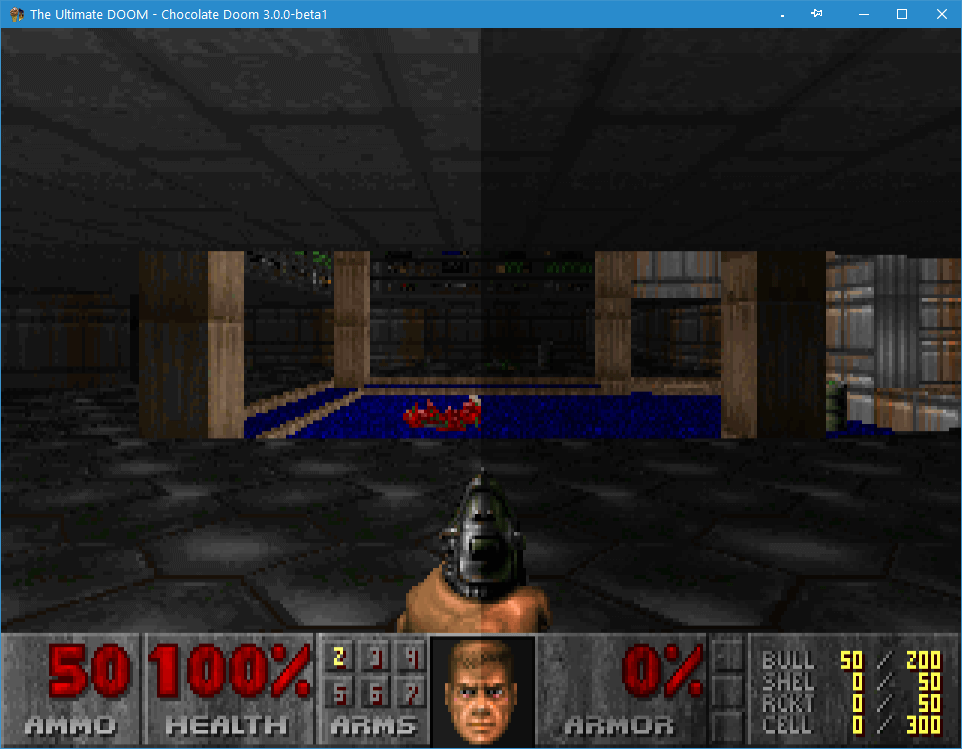 The Ultimate DOOM - Chocolate Doom 3.0.0-beta1
50 100% 2 3 4 0% BULL 50 / 200
5 6 7 SHEL 0 / 50
RCKT 0 / 50
AMMO HEALTH ARMS ARMOR CELL 0 / 300